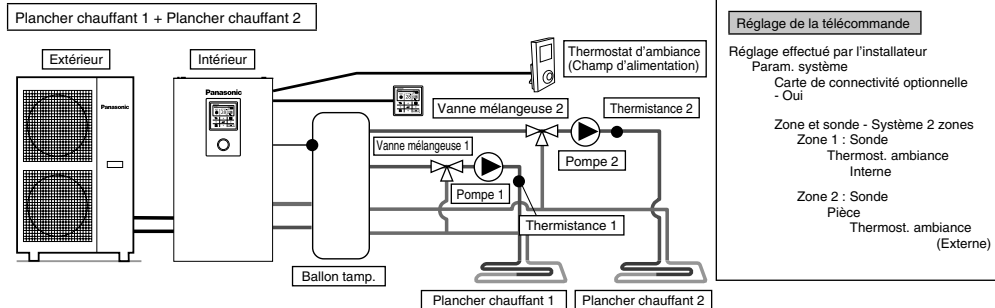 Plancher chauffant 1 + Plancher chauffant 2
Extérieur
Intérieur
Panasonic
Panasonic
Thermostat d'ambiance
(Champ d'alimentation)
Vanne mélangeuse 2
Thermistance 2
Vanne mélangeuse 1
Pompe 2
Pompe 1
Thermistance 1
Ballon tamp.
Plancher chauffant 1
Plancher chauffant 2
Réglage de la télécommande
Réglage effectué par l'installateur
Param. système
Carte de connectivité optionnelle
- Oui
Zone et sonde - Système 2 zones
Zone 1 : Sonde
Thermost. ambiance
Interne
Zone 2 : Sonde
Pièce
Thermost. ambiance
(Externe)